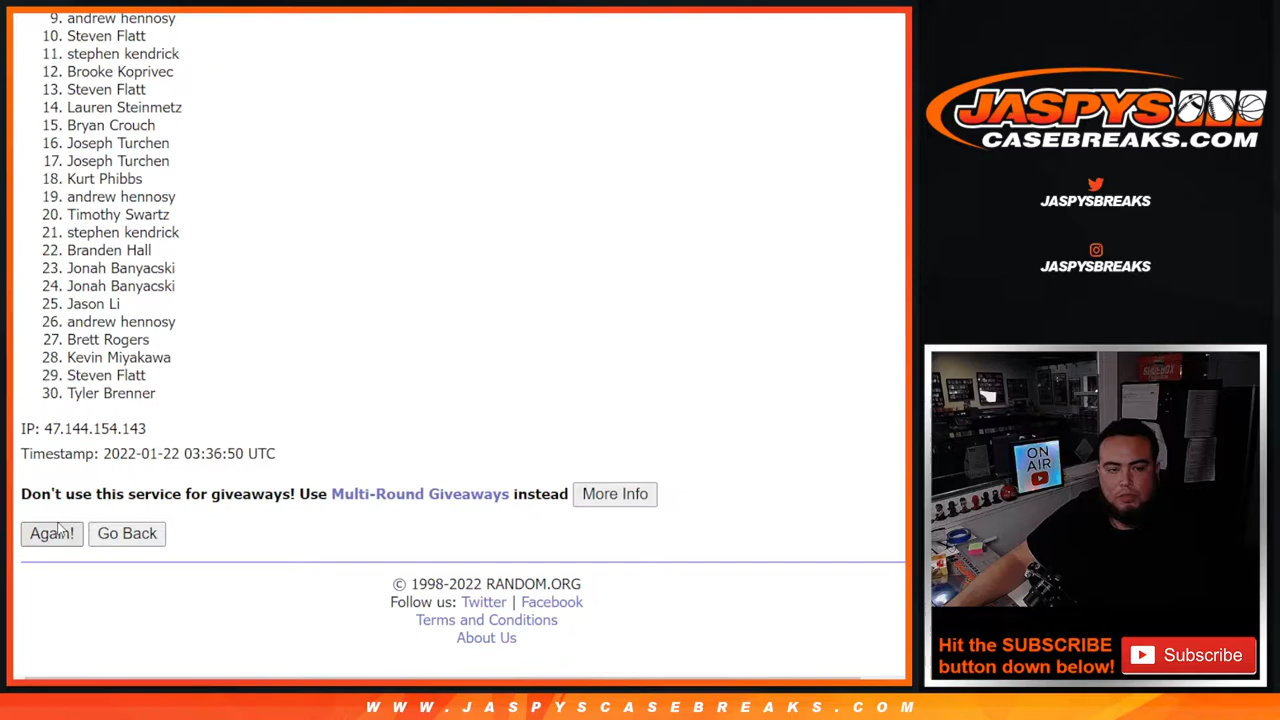 9. andrew hennosy
10. Steven Flatt
11. stephen kendrick
12. Brooke Koprivec
13. Steven Flatt
14. Lauren Steinmetz
15. Bryan Crouch
16. Joseph Turchen
17. Joseph Turchen
18. Kurt Phibbs
19. andrew hennosy
20. Timothy Swartz
21. stephen kendrick
22. Branden Hall
23. Jonah Banyacski
24. Jonah Banyacski
25. Jason Li
26. andrew hennosy
27. Brett Rogers
28. Kevin Miyakawa
29. Steven Flatt
30. Tyler Brenner
IP: 47.144.154.143
Timestamp: 2022-01-22 03:36:50 UTC
Don't use this service for giveaways! Use Multi-Round Giveaways instead More Info
Again! Go Back
© 1998-2022 RANDOM.ORG
Follow us: Twitter | Facebook
Terms and Conditions
About Us
JASPYS
CASEBREAKS.COM
JASPYSBREAKS
JASPYSBREAKS
ON
AIR
Hit the SUBSCRIBE
button down below!
Subscribe
WWW.JASPYSCASEBREAKS.COM